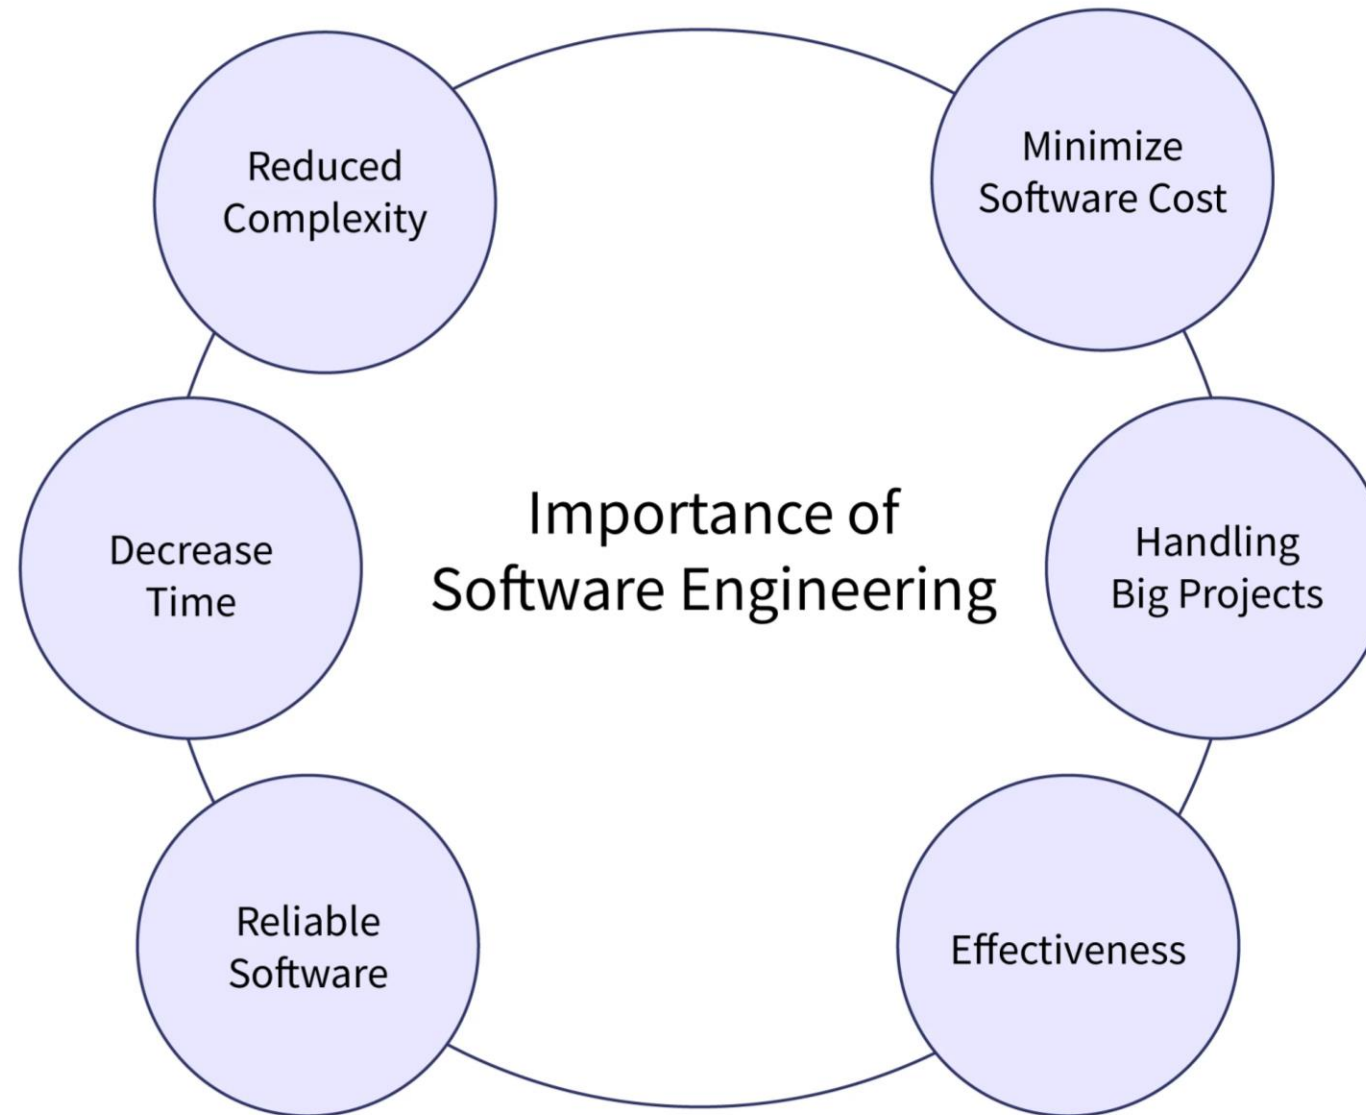 Reduced
Complexity
Minimize
Software Cost
Decrease
Time
Importance of
Software Engineering
Handling
Big Projects
Reliable
Software
Effectiveness